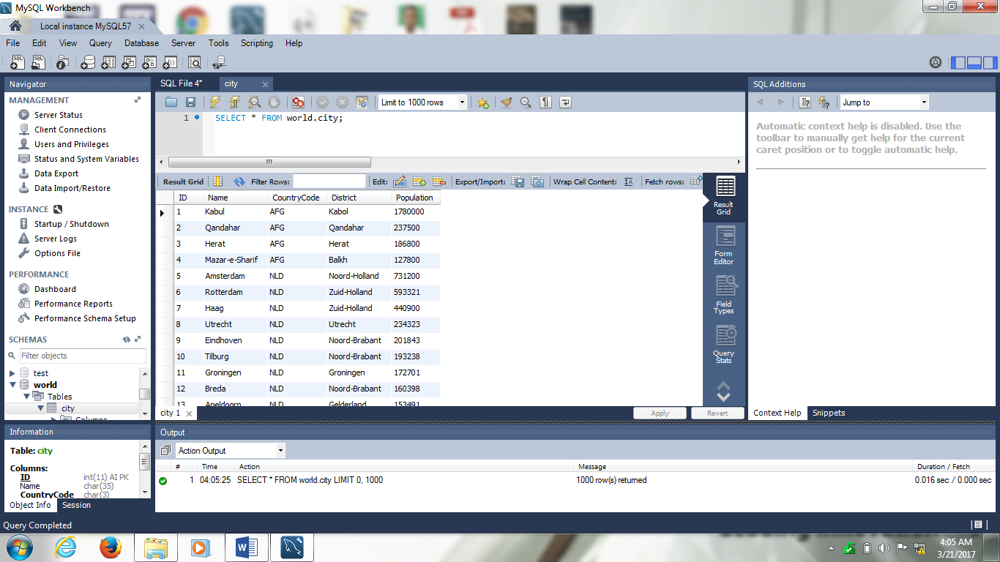 MySQL Workbench
Local instance MySQL57
File Edit View Query Database Server Tools Scripting Help
Navigator
MANAGEMENT
Server Status
Client Connections
Users and Privileges
Status and System Variables
Data Export
Data Import/Restore
INSTANCE
Startup / Shutdown
Server Logs
Options File
PERFORMANCE
Dashboard
Performance Reports
Performance Schema Setup
SCHEMAS
Filter objects
test
world
Tables
city
Columns
Information
Table: city
Columns:
ID int(11) AI PK
Name char(35)
CountryCode char(3)
Object Info Session
SQL File 4* city
Limit to 1000 rows
1 SELECT * FROM world.city;
Result Grid Filter Rows: Edit: Export/Import: Wrap Cell Content: Fetch rows:
ID Name CountryCode District Population
1 Kabul AFG Kabol 1780000
2 Qandahar AFG Qandahar 237500
3 Herat AFG Herat 186800
4 Mazar-e-Sharif AFG Balkh 127800
5 Amsterdam NLD Noord-Holland 731200
6 Rotterdam NLD Zuid-Holland 593321
7 Haag NLD Zuid-Holland 440900
8 Utrecht NLD Utrecht 234323
9 Eindhoven NLD Noord-Brabant 201843
10 Tilburg NLD Noord-Brabant 193238
11 Groningen NLD Groningen 172701
12 Breda NLD Noord-Brabant 160398
13 Apeldoorn NLD Gelderland 153491
Result
Grid
Form
Editor
Field
Types
Query
Stats
city 1 Apply Revert
SQL Additions
Jump to
Automatic context help is disabled. Use the
toolbar to manually get help for the current
caret position or to toggle automatic help.
Context Help Snippets
Output
Action Output
# Time Action Message Duration / Fetch
1 04:05:25 SELECT * FROM world.city LIMIT 0, 1000 1000 row(s) returned 0.016 sec / 0.000 sec
Query Completed
4:05 AM
3/21/2017